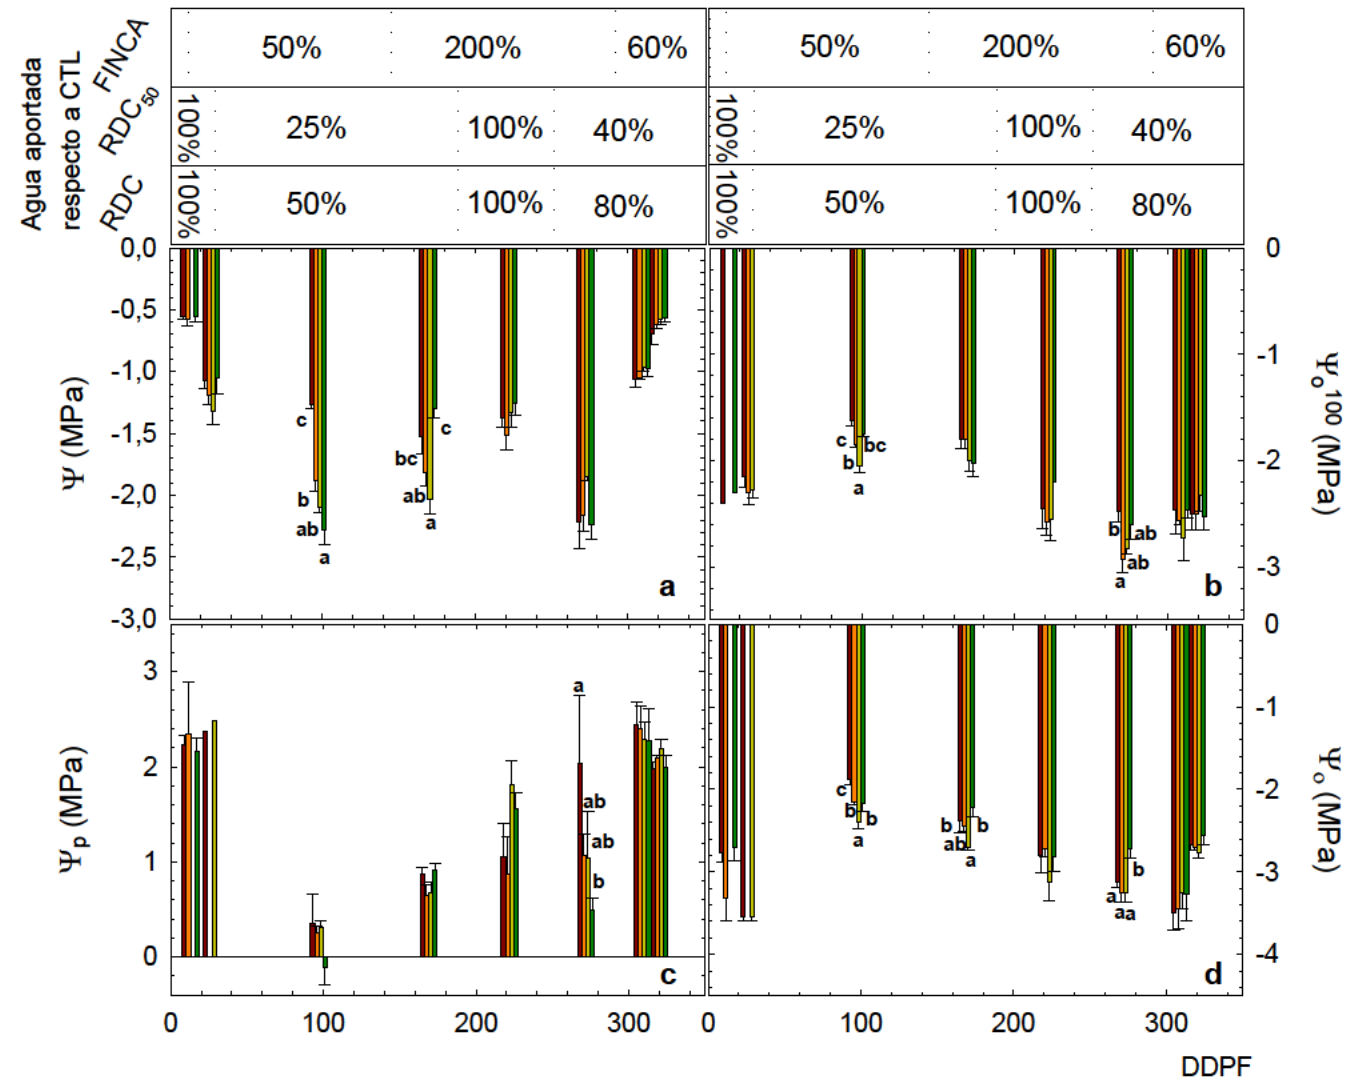 Agua aportada
respecto a CTL
FINCA
50% 200% 60%
50% 200% 60%
RDC50
100% 25% 100% 40%
100% 25% 100% 40%
RDC
100% 50% 100% 80%
100% 50% 100% 80%
Ψ (MPa)
0,0
-0,5
-1,0
-1,5
-2,0
-2,5
-3,0
c
b
ab
a
bc
ab
a
c
a
Ψo100 (MPa)
0
-1
-2
-3
c
b
a
bc
b
a
ab
ab
b
Ψp (MPa)
3
2
1
0
a
ab
ab
b
c
0 100 200 300
Ψo (MPa)
0
-1
-2
-3
-4
c
b
a
b
b
ab
a
b
a
aa
b
d
0 100 200 300
DDPF